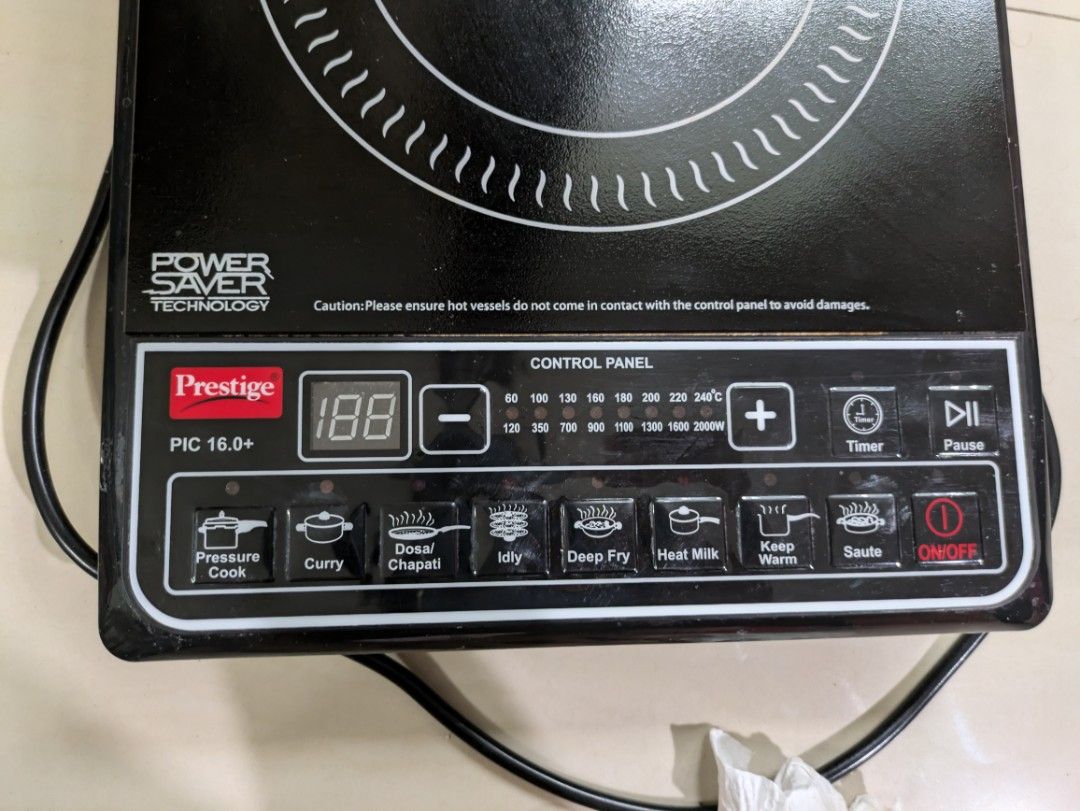 POWER
SAVER
TECHNOLOGY
Caution: Please ensure hot vessels do not come in contact with the control panel to avoid damages.
CONTROL PANEL
Prestige
PIC 16.0+
188
−
60 100 130 160 180 200 220 240°C
120 350 700 900 1100 1300 1600 2000W
+
Timer
Timer
Pause
Pressure
Cook
Curry
Dosa/
Chapati
Idly
Deep Fry
Heat Milk
Keep
Warm
Saute
ON/OFF